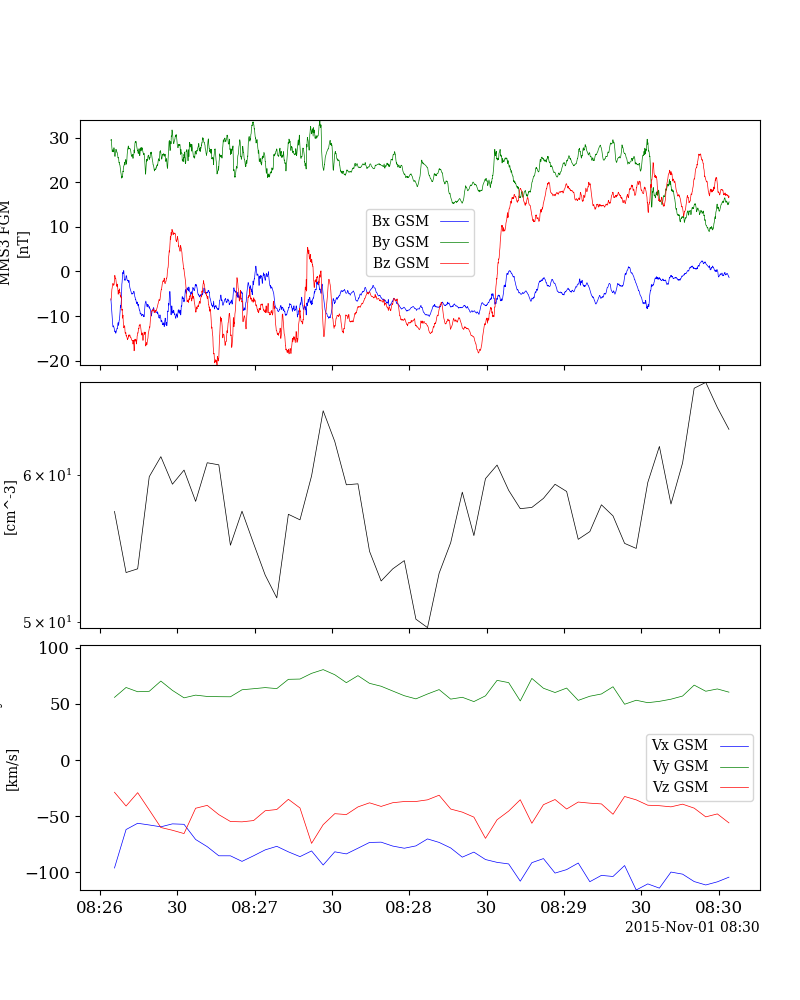 30
20
10
0
−10
−20
MMS3 FGM
[nT]
Bx GSM
By GSM
Bz GSM
6 × 10¹
5 × 10¹
[cm^-3]
100
50
0
−50
−100
[km/s]
Vx GSM
Vy GSM
Vz GSM
08:26
30
08:27
30
08:28
30
08:29
30
08:30
2015-Nov-01 08:30